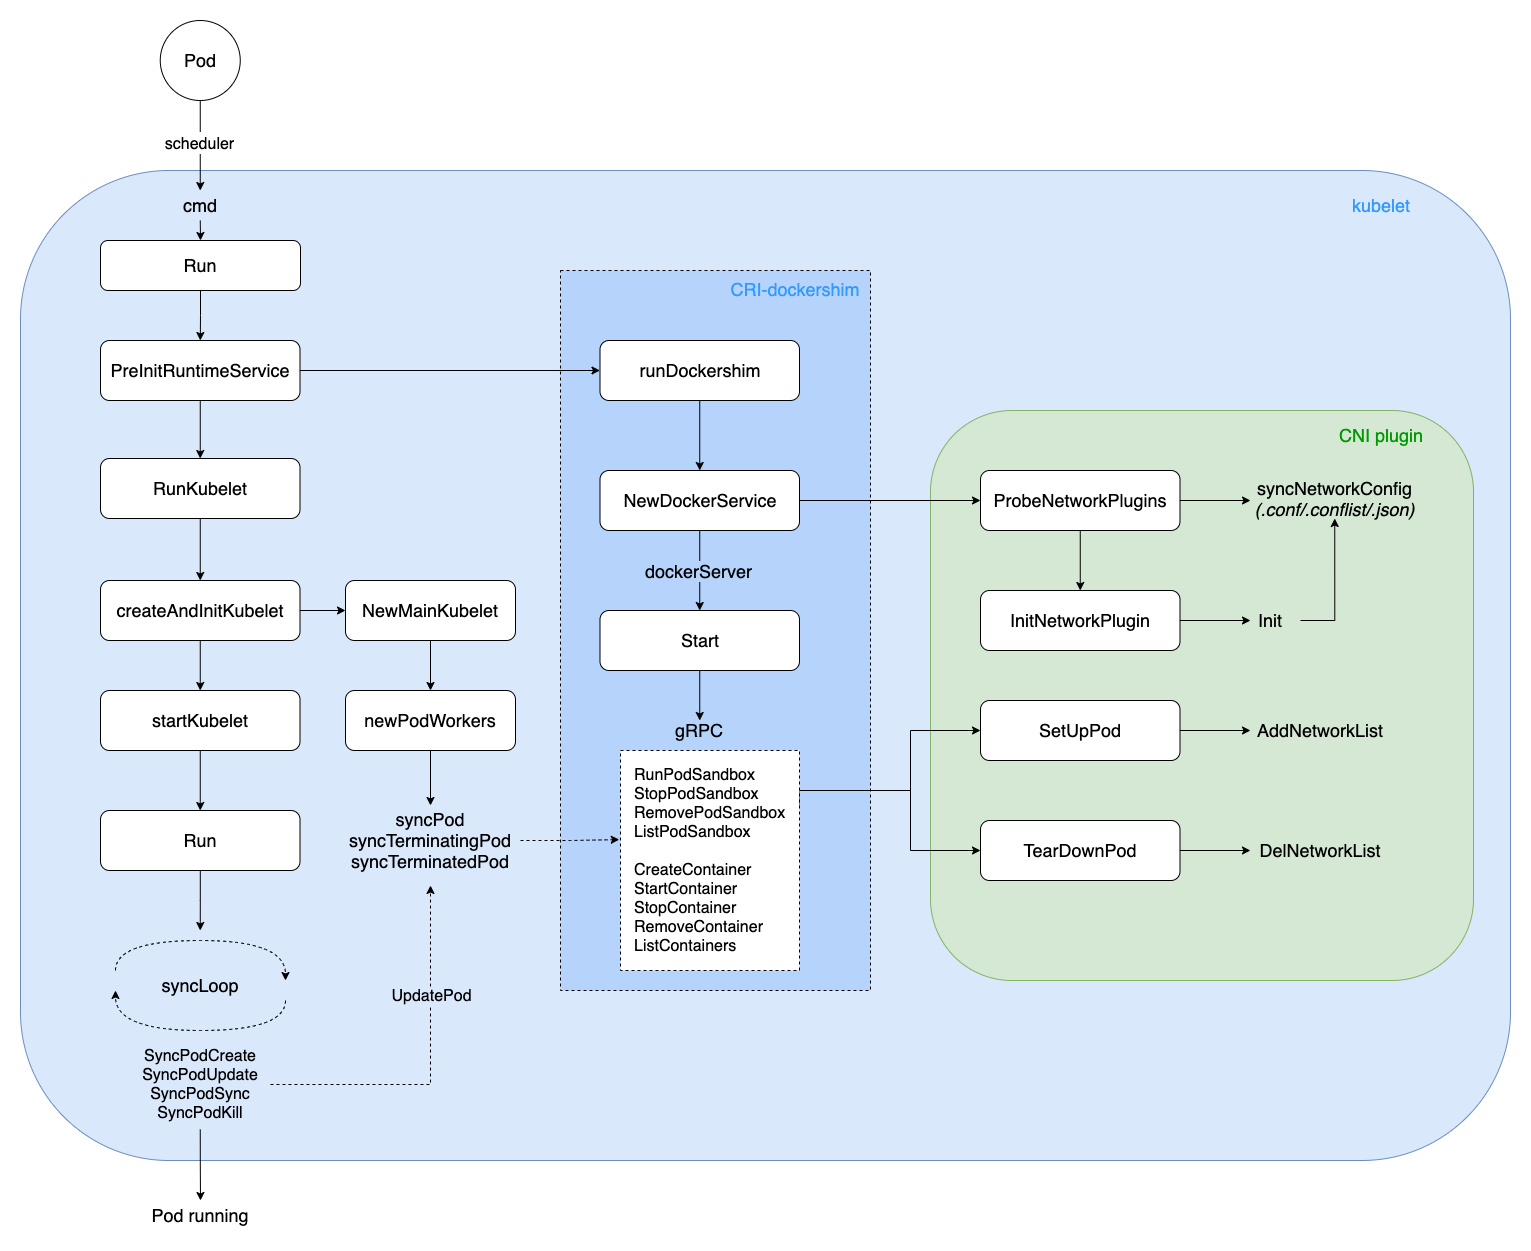 Pod
scheduler
cmd
kubelet
Run
CRI-dockershim
PreInitRuntimeService
runDockershim
CNI plugin
RunKubelet
NewDockerService
ProbeNetworkPlugins
syncNetworkConfig
(.conf/.conflist/.json)
dockerServer
createAndInitKubelet
NewMainKubelet
Start
InitNetworkPlugin
Init
startKubelet
newPodWorkers
gRPC
SetUpPod
AddNetworkList
RunPodSandbox
StopPodSandbox
RemovePodSandbox
ListPodSandbox
CreateContainer
StartContainer
StopContainer
RemoveContainer
ListContainers
Run
syncPod
syncTerminatingPod
syncTerminatedPod
TearDownPod
DelNetworkList
syncLoop
UpdatePod
SyncPodCreate
SyncPodUpdate
SyncPodSync
SyncPodKill
Pod running